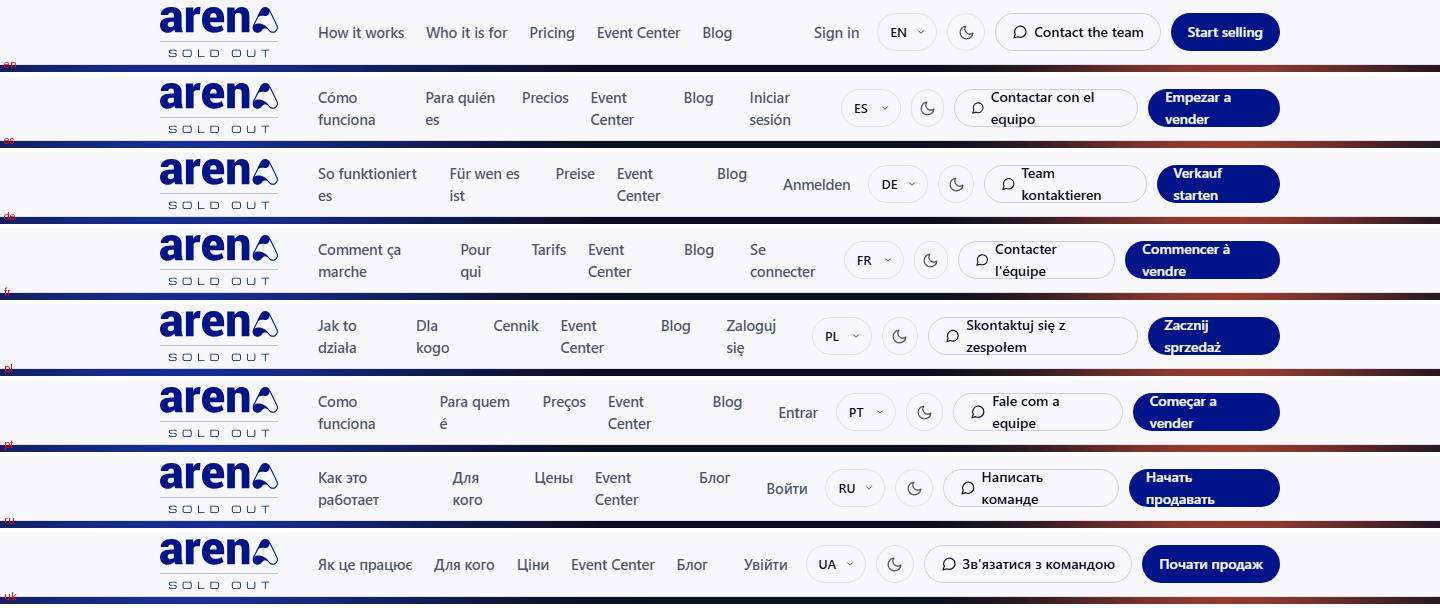 arena
SOLD OUT
How it works Who it is for Pricing Event Center Blog Sign in EN Contact the team Start selling
en
arena
SOLD OUT
Cómo funciona Para quién es Precios Event Center Blog Iniciar sesión ES Contactar con el equipo Empezar a vender
es
arena
SOLD OUT
So funktioniert es Für wen es ist Preise Event Center Blog Anmelden DE Team kontaktieren Verkauf starten
de
arena
SOLD OUT
Comment ça marche Pour qui Tarifs Event Center Blog Se connecter FR Contacter l'équipe Commencer à vendre
fr
arena
SOLD OUT
Jak to działa Dla kogo Cennik Event Center Blog Zaloguj się PL Skontaktuj się z zespołem Zacznij sprzedaż
pl
arena
SOLD OUT
Como funciona Para quem é Preços Event Center Blog Entrar PT Fale com a equipe Começar a vender
pt
arena
SOLD OUT
Как это работает Для кого Цены Event Center Блог Войти RU Написать команде Начать продавать
ru
arena
SOLD OUT
Як це працює Для кого Ціни Event Center Блог Увійти UA Зв'язатися з командою Почати продаж
uk